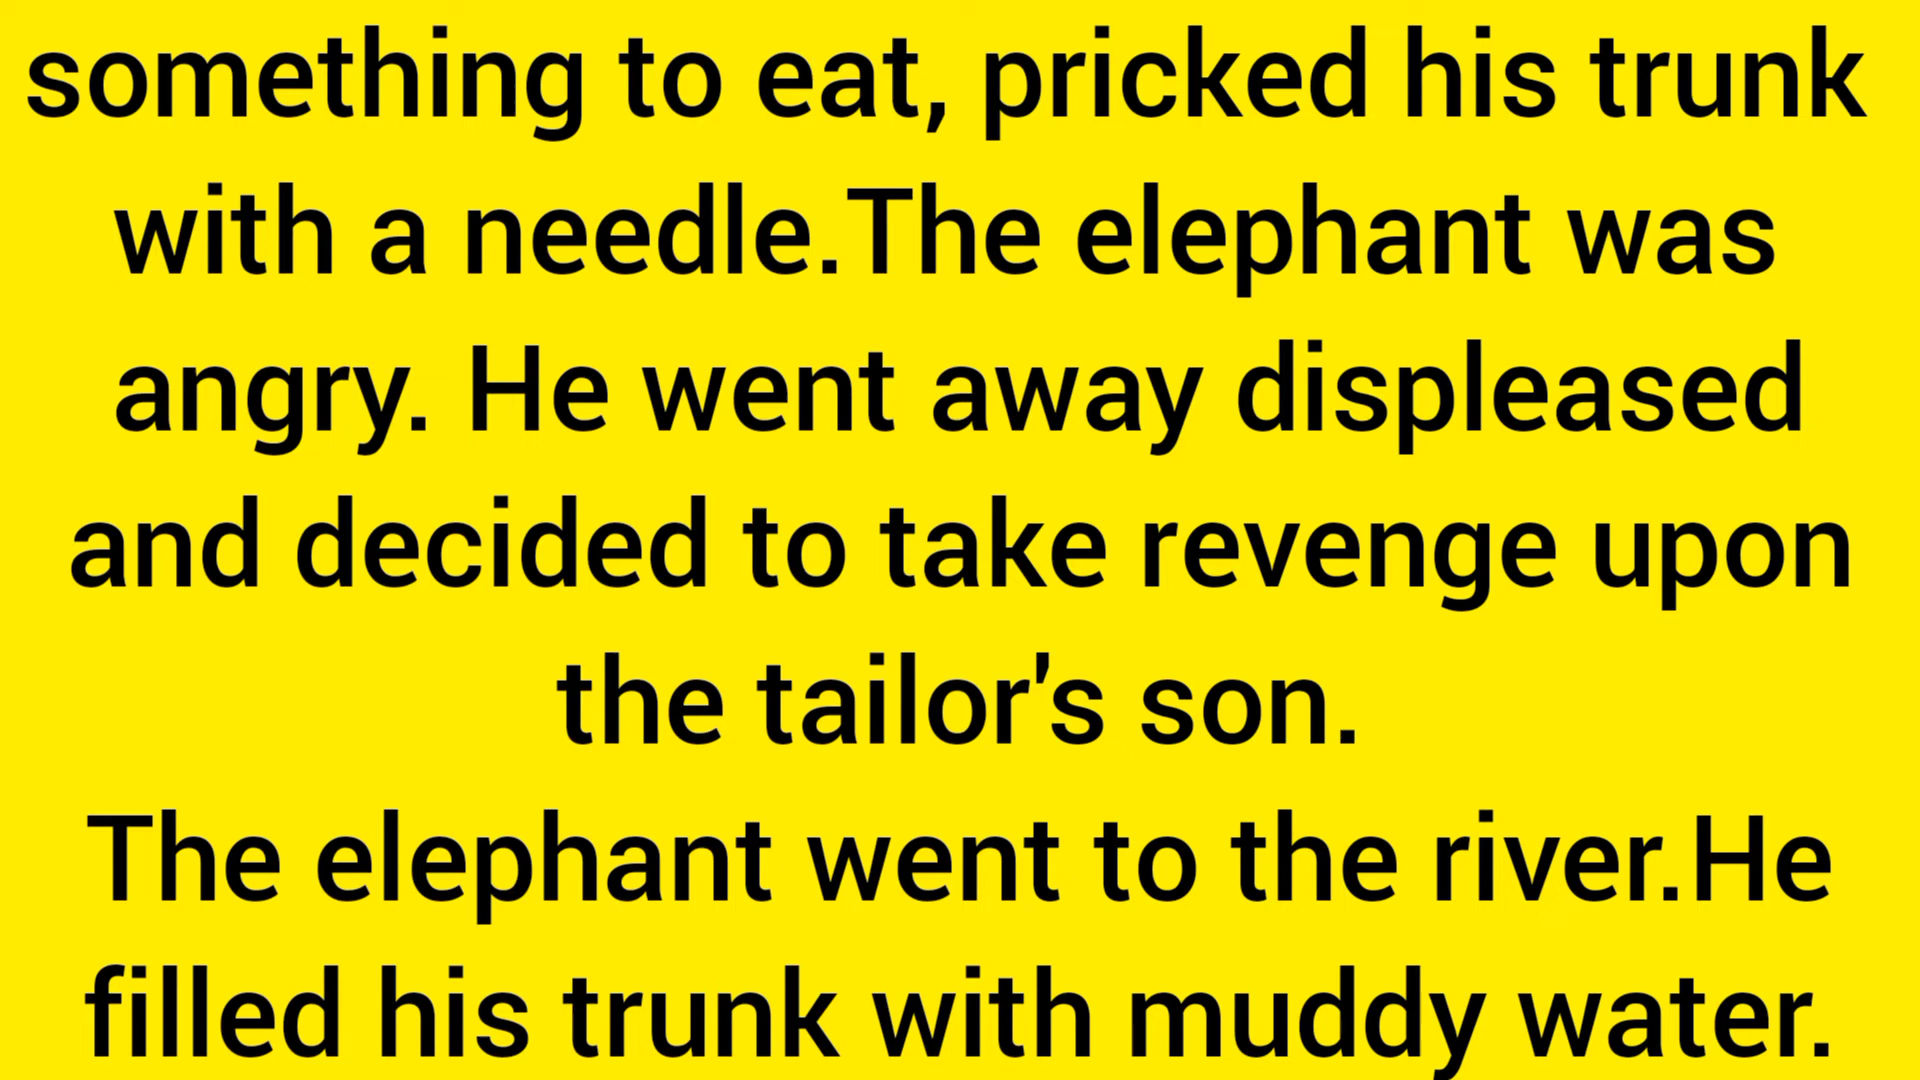 something to eat, pricked his trunk
with a needle.The elephant was
angry. He went away displeased
and decided to take revenge upon
the tailor's son.
The elephant went to the river.He
filled his trunk with muddy water.